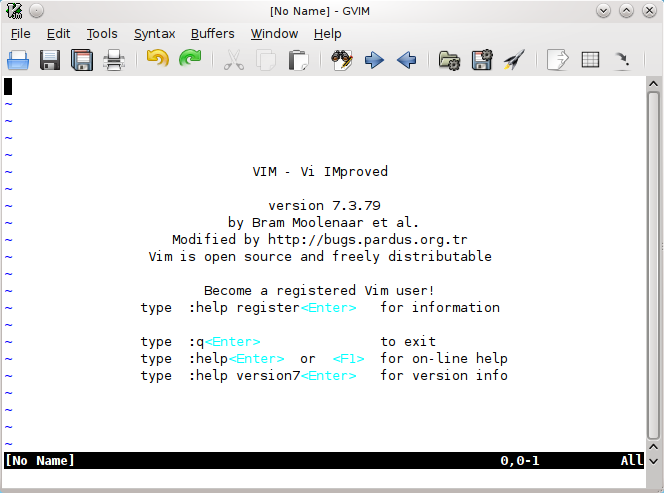 [No Name] - GVIM
File Edit Tools Syntax Buffers Window Help
~
~
~
~
~
VIM - Vi IMproved
~
~
version 7.3.79
~
by Bram Moolenaar et al.
~
Modified by http://bugs.pardus.org.tr
~
Vim is open source and freely distributable
~
~
Become a registered Vim user!
~
type :help register<Enter> for information
~
~
type :q<Enter> to exit
~
type :help<Enter> or <F1> for on-line help
~
type :help version7<Enter> for version info
~
~
~
~
[No Name] 0,0-1 All